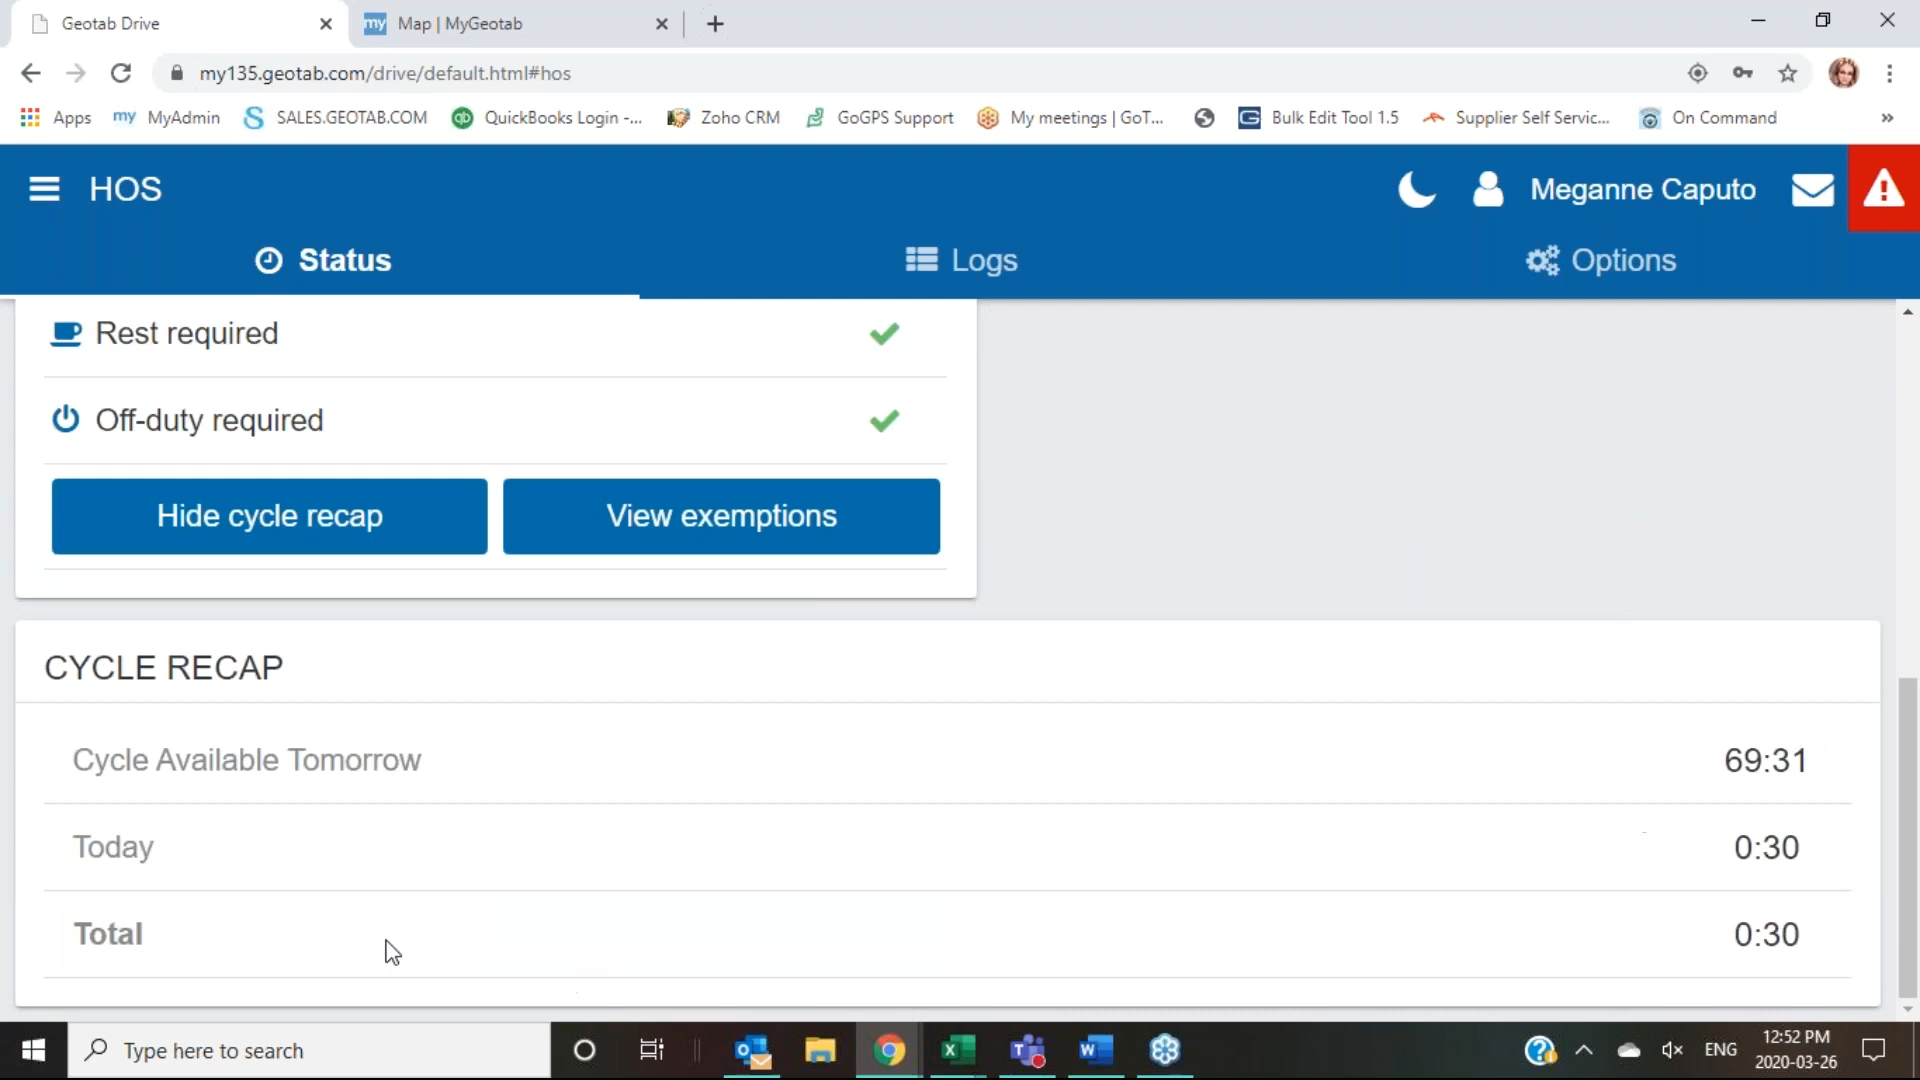 Geotab Drive
my Map | MyGeotab
my135.geotab.com/drive/default.html#hos
Apps my MyAdmin SALES.GEOTAB.COM qb QuickBooks Login -... Zoho CRM GoGPS Support My meetings | GoT... Bulk Edit Tool 1.5 Supplier Self Servic... On Command »
HOS Meganne Caputo
Status Logs Options
Rest required
Off-duty required
Hide cycle recap View exemptions
CYCLE RECAP
Cycle Available Tomorrow 69:31
Today 0:30
Total 0:30
Type here to search
ENG
12:52 PM
2020-03-26